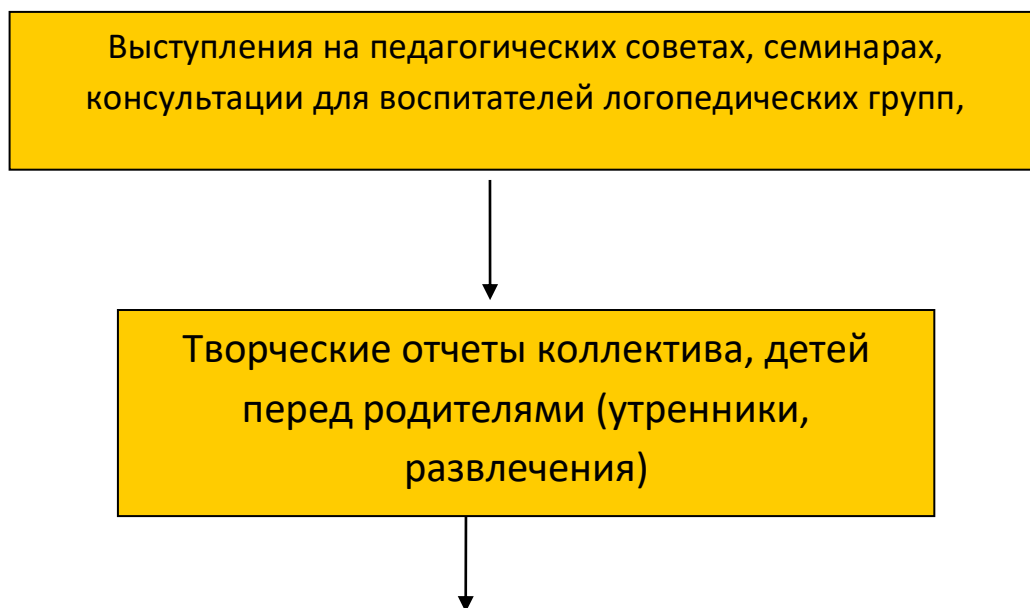 Выступления на педагогических советах, семинарах,
консультации для воспитателей логопедических групп,
Творческие отчеты коллектива, детей
перед родителями (утренники,
развлечения)